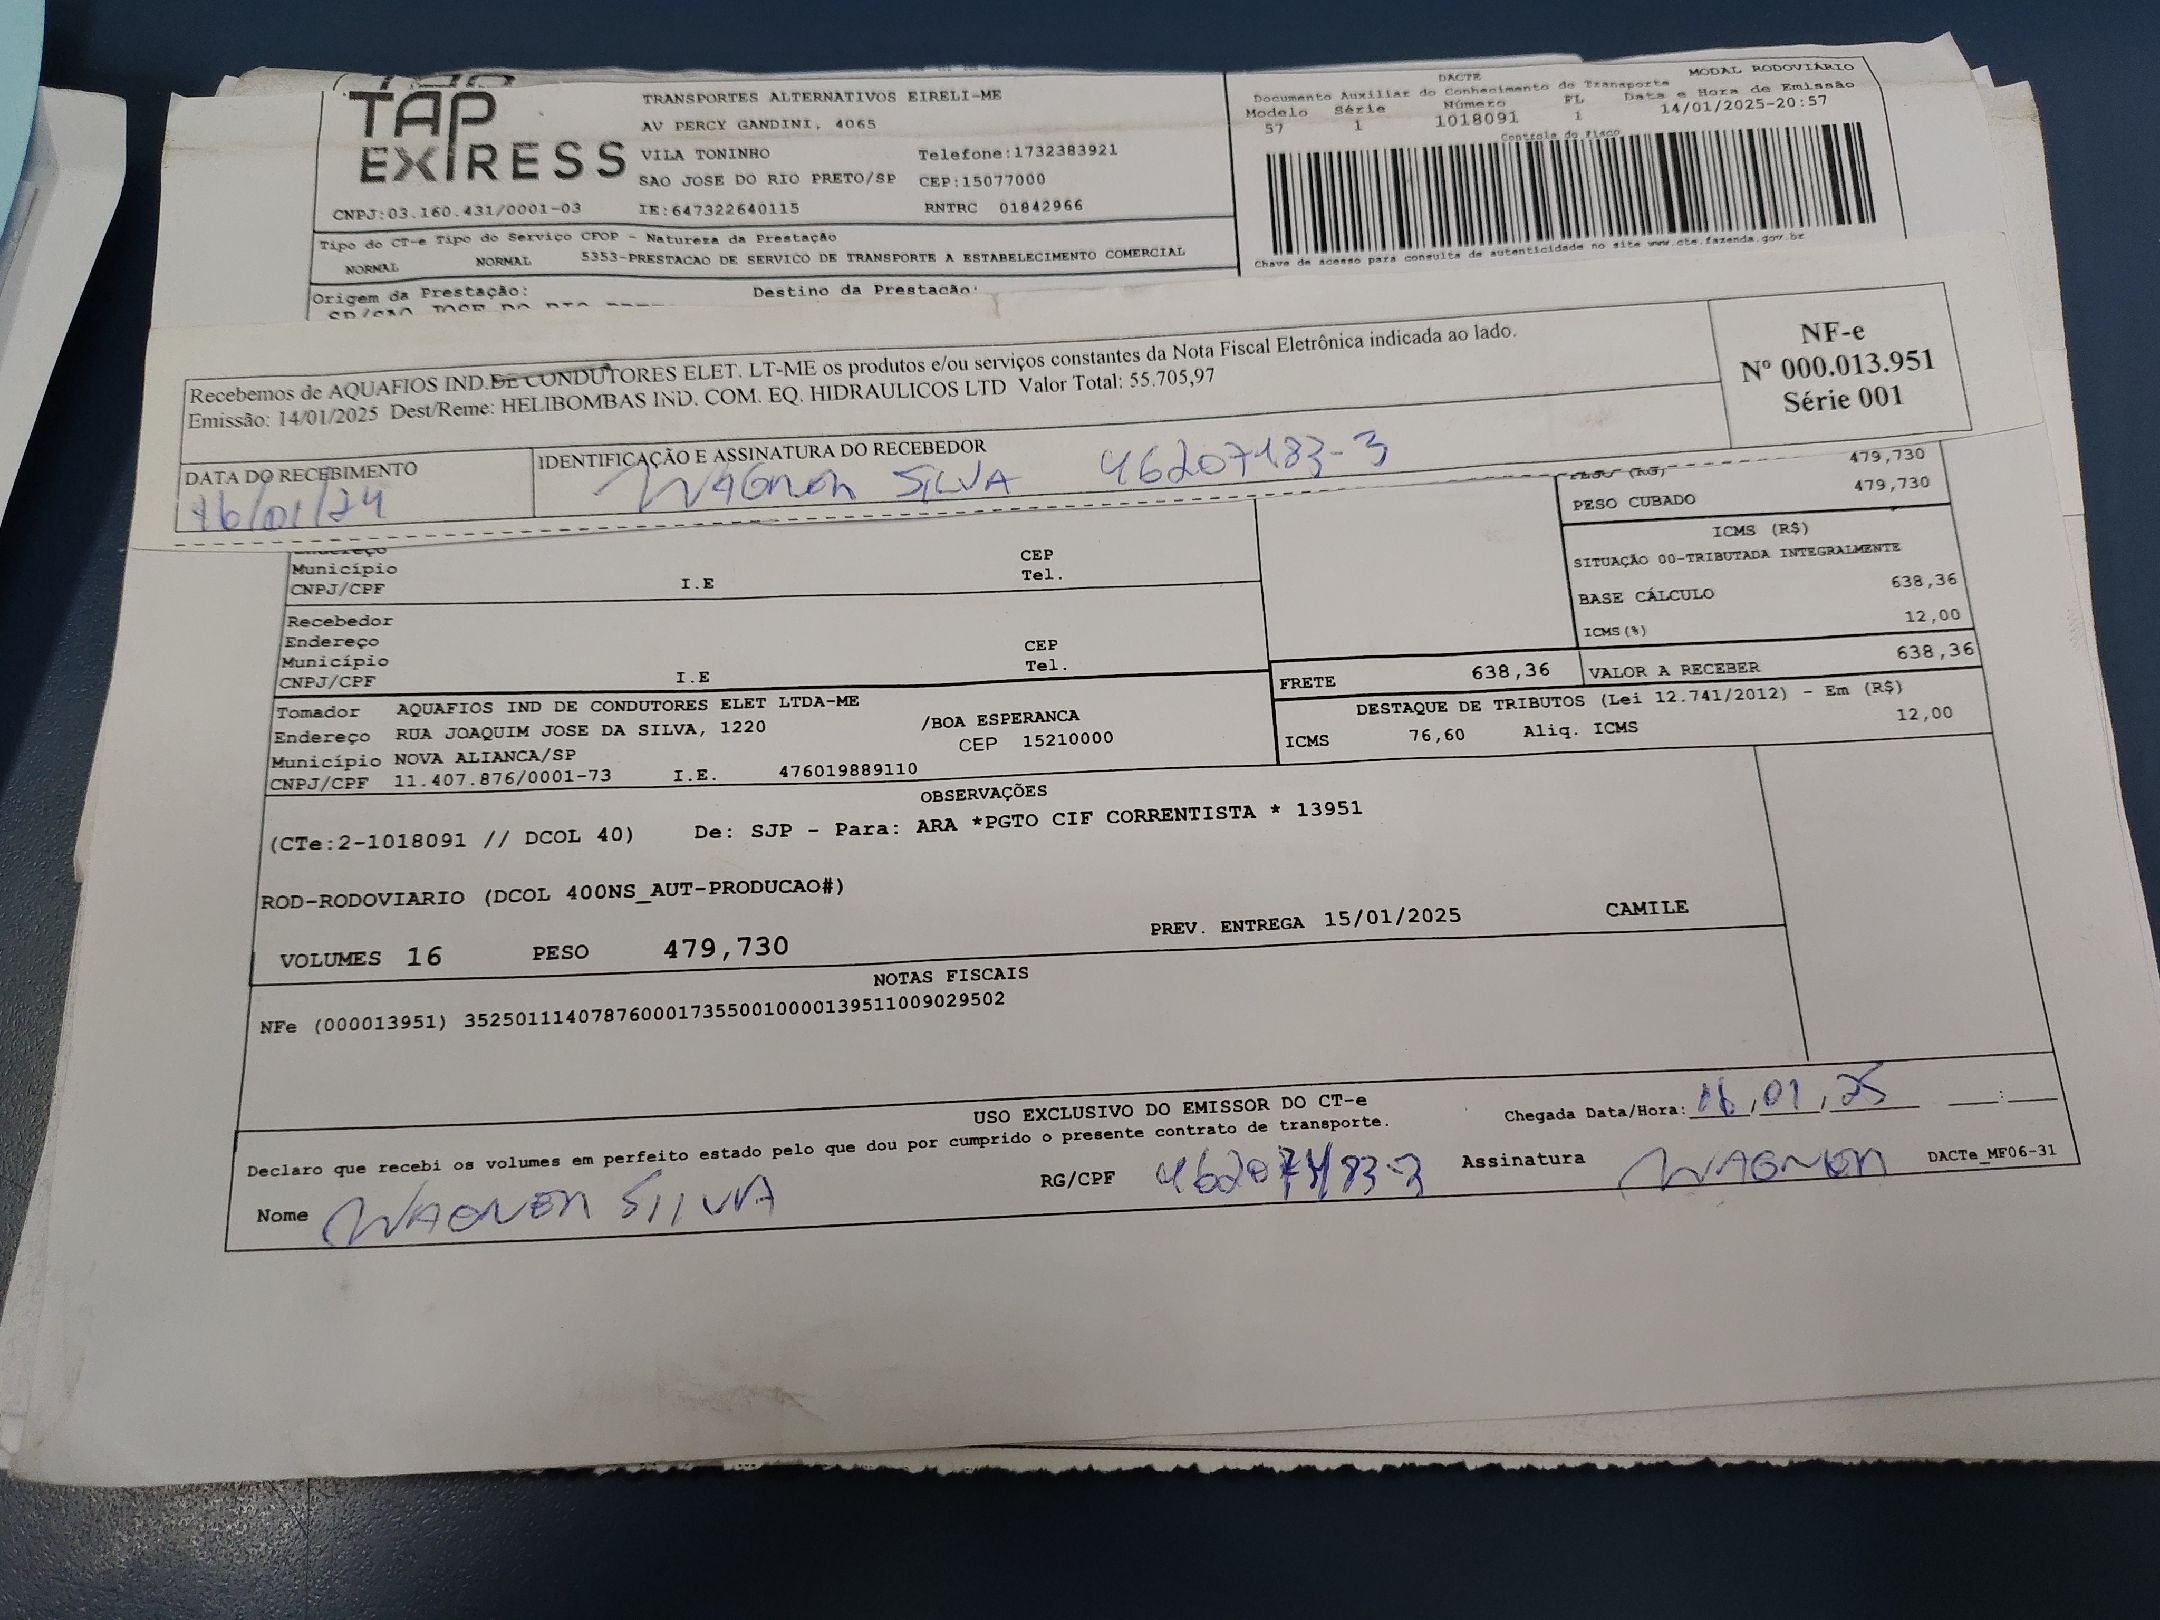 TAP EXPRESS
TRANSPORTES ALTERNATIVOS EIRELI-ME
AV PERCY GANDINI, 4065
VILA TONINHO Telefone:1732383921
SAO JOSE DO RIO PRETO/SP CEP:15077000
CNPJ:03.160.431/0001-03 IE:647322640115 RNTRC 01842966
Tipo do CT-e Tipo do Serviço CFOP - Natureza da Prestação
NORMAL NORMAL 5353-PRESTACAO DE SERVICO DE TRANSPORTE A ESTABELECIMENTO COMERCIAL
Origem da Prestação: Destino da Prestação:
DACTE MODAL RODOVIÁRIO
Documento Auxiliar do Conhecimento de Transporte
Modelo Série Número FL Data e Hora de Emissão
57 1 1018091 1 14/01/2025-20:57
Controle do Fisco
Chave de acesso para consulta de autenticidade no site www.cte.fazenda.gov.br
Recebemos de AQUAFIOS IND.DE CONDUTORES ELET. LT-ME os produtos e/ou serviços constantes da Nota Fiscal Eletrônica indicada ao lado.
Emissão: 14/01/2025 Dest/Reme: HELIBOMBAS IND. COM. EQ. HIDRAULICOS LTD Valor Total: 55.705,97
NF-e
Nº 000.013.951
Série 001
DATA DO RECEBIMENTO
16/01/24
IDENTIFICAÇÃO E ASSINATURA DO RECEBEDOR
WAGNER SILVA 46207183-3
479,730
PESO CUBADO 479,730
ICMS (R$)
SITUAÇÃO 00-TRIBUTADA INTEGRALMENTE
BASE CÁLCULO 638,36
ICMS(%) 12,00
Endereço CEP
Município Tel.
CNPJ/CPF I.E
Recebedor
Endereço CEP
Município Tel.
CNPJ/CPF I.E
FRETE 638,36 VALOR A RECEBER 638,36
DESTAQUE DE TRIBUTOS (Lei 12.741/2012) - Em (R$)
ICMS 76,60 Aliq. ICMS 12,00
Tomador AQUAFIOS IND DE CONDUTORES ELET LTDA-ME
Endereço RUA JOAQUIM JOSE DA SILVA, 1220 /BOA ESPERANCA
Município NOVA ALIANCA/SP CEP 15210000
CNPJ/CPF 11.407.876/0001-73 I.E. 476019889110
OBSERVAÇÕES
(CTe:2-1018091 // DCOL 40) De: SJP - Para: ARA *PGTO CIF CORRENTISTA * 13951
ROD-RODOVIARIO (DCOL 400NS_AUT-PRODUCAO#)
VOLUMES 16 PESO 479,730 PREV. ENTREGA 15/01/2025 CAMILE
NOTAS FISCAIS
NFe (000013951) 35250111407876000173550010000139511009029502
USO EXCLUSIVO DO EMISSOR DO CT-e
Declaro que recebi os volumes em perfeito estado pelo que dou por cumprido o presente contrato de transporte.
Chegada Data/Hora: 16,01,25 :
Nome WAGNER SILVA RG/CPF 46207183-3 Assinatura WAGNER DACTe_MF06-31